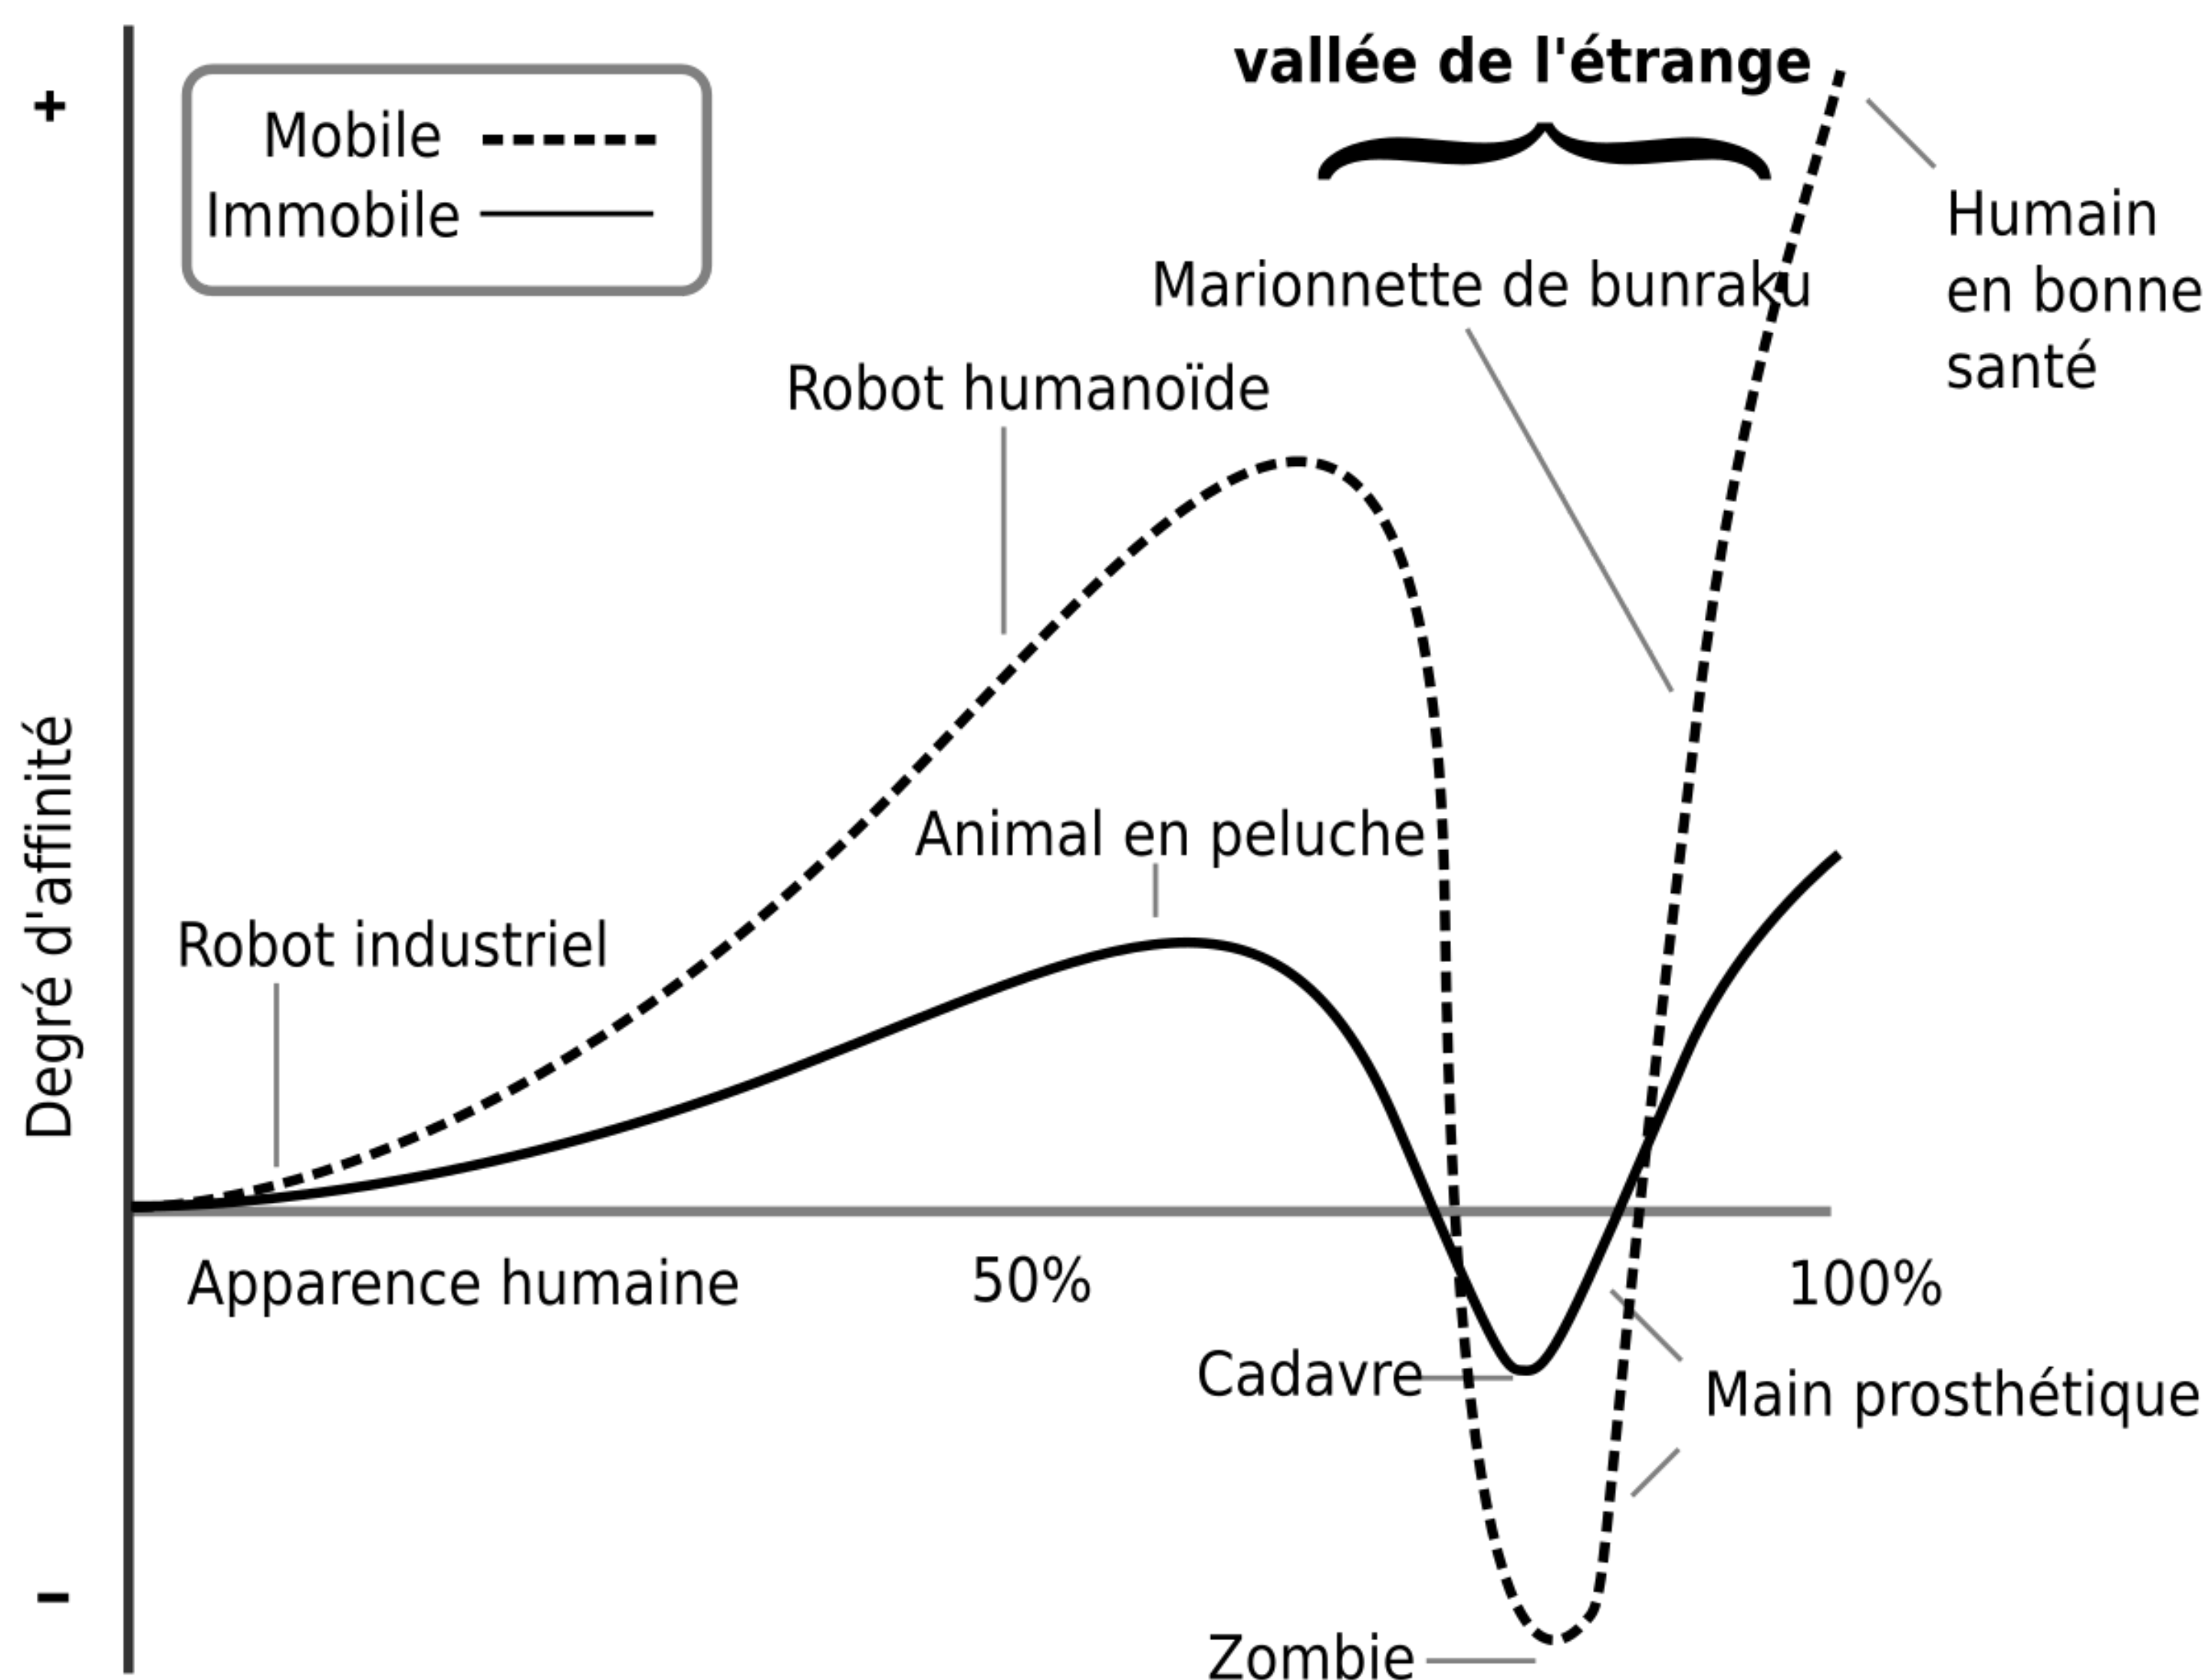 vallée de l'étrange
+
Mobile
Immobile
Humain
en bonne
santé
Marionnette de bunraku
Robot humanoïde
Degré d'affinité
Animal en peluche
Robot industriel
Apparence humaine
50%
100%
Cadavre
Main prosthétique
-
Zombie